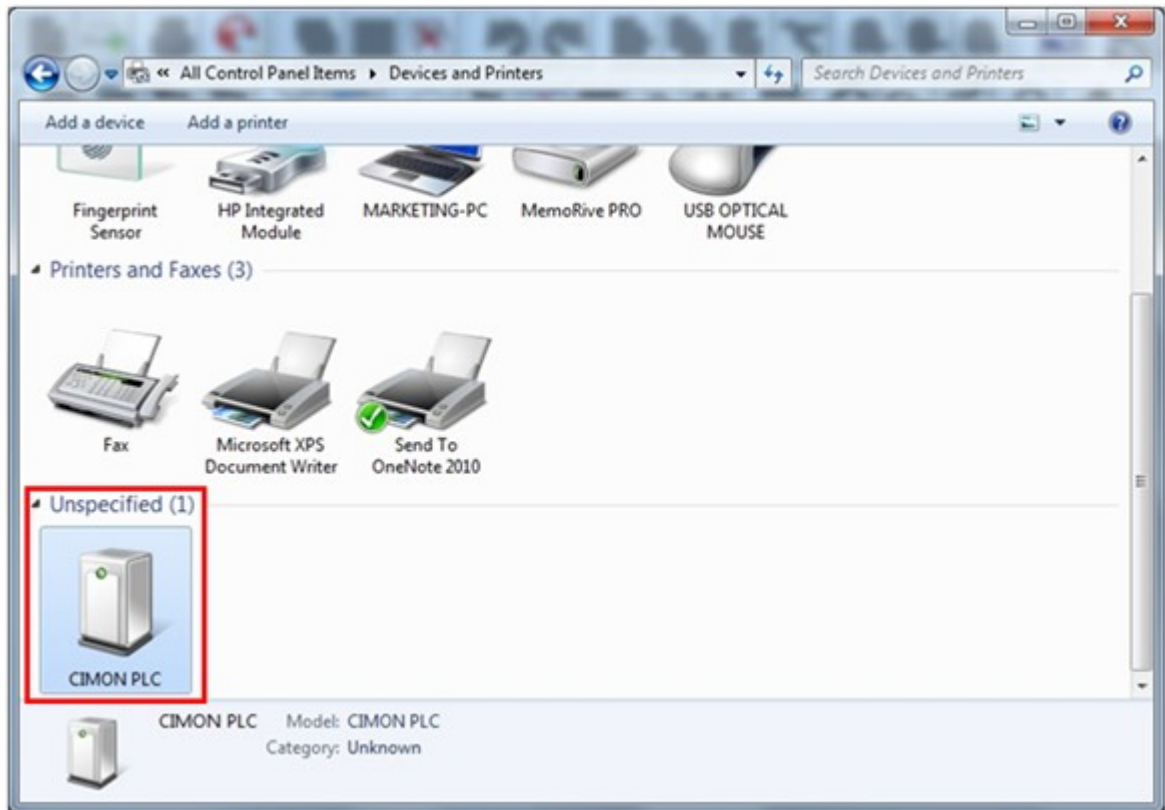 « All Control Panel Items ▸ Devices and Printers
Search Devices and Printers
Add a device Add a printer
Fingerprint Sensor
HP Integrated Module
MARKETING-PC
MemoRive PRO
USB OPTICAL MOUSE
Printers and Faxes (3)
Fax
Microsoft XPS Document Writer
Send To OneNote 2010
Unspecified (1)
CIMON PLC
CIMON PLC Model: CIMON PLC
Category: Unknown